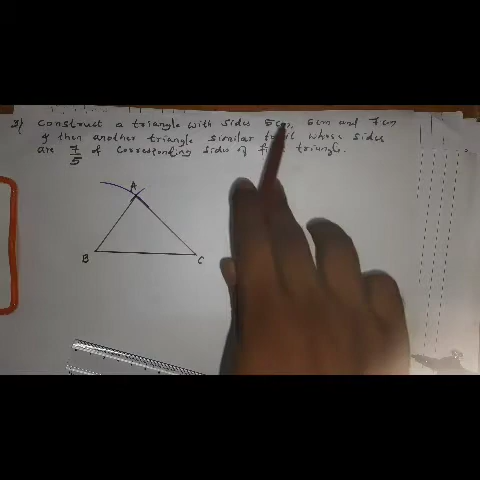 3) Construct a triangle with sides 5cm, 6cm and 7cm
& then another triangle similar to it whose sides
are 7/5 of corresponding sides of first triangle.
A
B
C